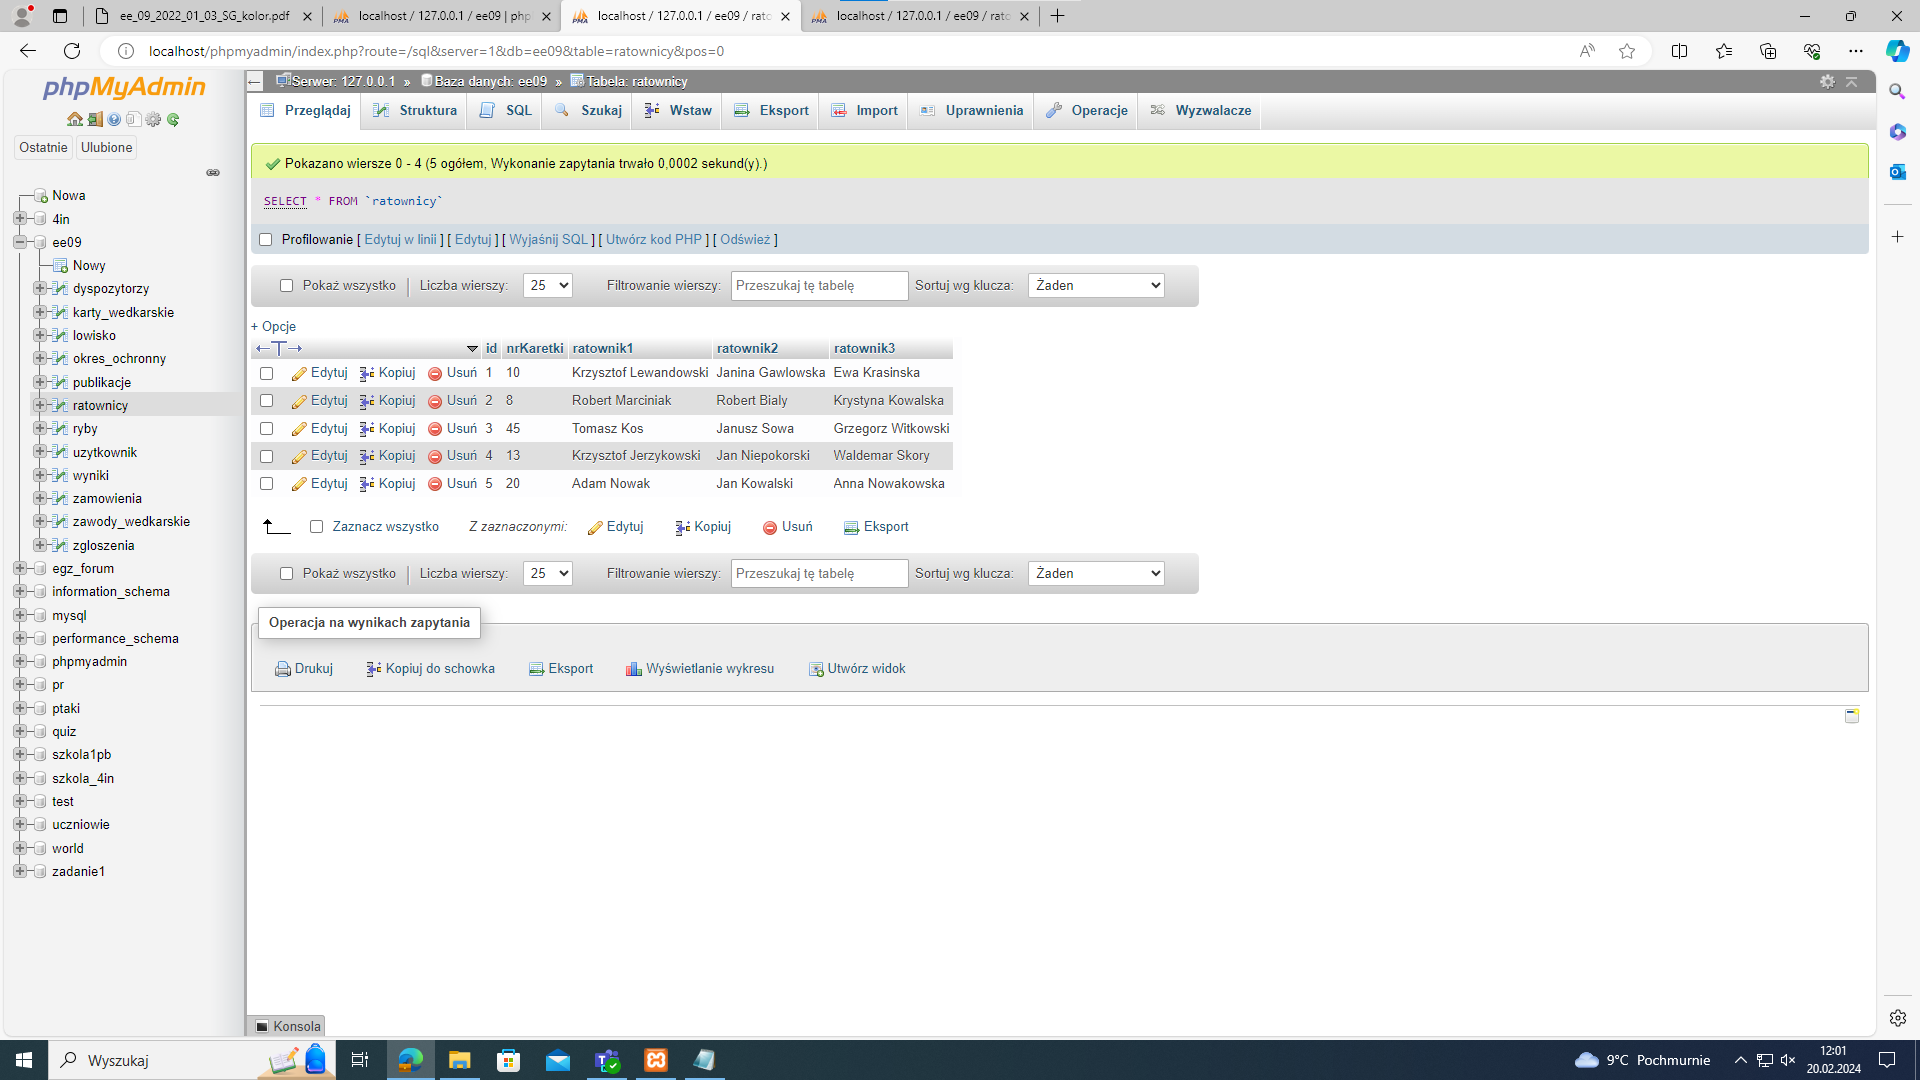 ee_09_2022_01_03_SG_kolor.pdf
localhost / 127.0.0.1 / ee09 | php
localhost / 127.0.0.1 / ee09 / rato
localhost / 127.0.0.1 / ee09 / rato
localhost/phpmyadmin/index.php?route=/sql&server=1&db=ee09&table=ratownicy&pos=0
phpMyAdmin
Ostatnie Ulubione
Nowa
4in
ee09
Nowy
dyspozytorzy
karty_wedkarskie
lowisko
okres_ochronny
publikacje
ratownicy
ryby
uzytkownik
wyniki
zamowienia
zawody_wedkarskie
zgloszenia
egz_forum
information_schema
mysql
performance_schema
phpmyadmin
pr
ptaki
quiz
szkola1pb
szkola_4in
test
uczniowie
world
zadanie1
Serwer: 127.0.0.1 » Baza danych: ee09 » Tabela: ratownicy
Przeglądaj Struktura SQL Szukaj Wstaw Eksport Import Uprawnienia Operacje Wyzwalacze
Pokazano wiersze 0 - 4 (5 ogółem, Wykonanie zapytania trwało 0,0002 sekund(y).)
SELECT * FROM `ratownicy`
Profilowanie [ Edytuj w linii ] [ Edytuj ] [ Wyjaśnij SQL ] [ Utwórz kod PHP ] [ Odśwież ]
Pokaż wszystko Liczba wierszy: 25 Filtrowanie wierszy: Przeszukaj tę tabelę Sortuj wg klucza: Żaden
+ Opcje
←T→ id nrKaretki ratownik1 ratownik2 ratownik3
Edytuj Kopiuj Usuń 1 10 Krzysztof Lewandowski Janina Gawlowska Ewa Krasinska
Edytuj Kopiuj Usuń 2 8 Robert Marciniak Robert Bialy Krystyna Kowalska
Edytuj Kopiuj Usuń 3 45 Tomasz Kos Janusz Sowa Grzegorz Witkowski
Edytuj Kopiuj Usuń 4 13 Krzysztof Jerzykowski Jan Niepokorski Waldemar Skory
Edytuj Kopiuj Usuń 5 20 Adam Nowak Jan Kowalski Anna Nowakowska
Zaznacz wszystko Z zaznaczonymi: Edytuj Kopiuj Usuń Eksport
Pokaż wszystko Liczba wierszy: 25 Filtrowanie wierszy: Przeszukaj tę tabelę Sortuj wg klucza: Żaden
Operacja na wynikach zapytania
Drukuj Kopiuj do schowka Eksport Wyświetlanie wykresu Utwórz widok
Konsola
Wyszukaj
9°C Pochmurnie
12:01
20.02.2024